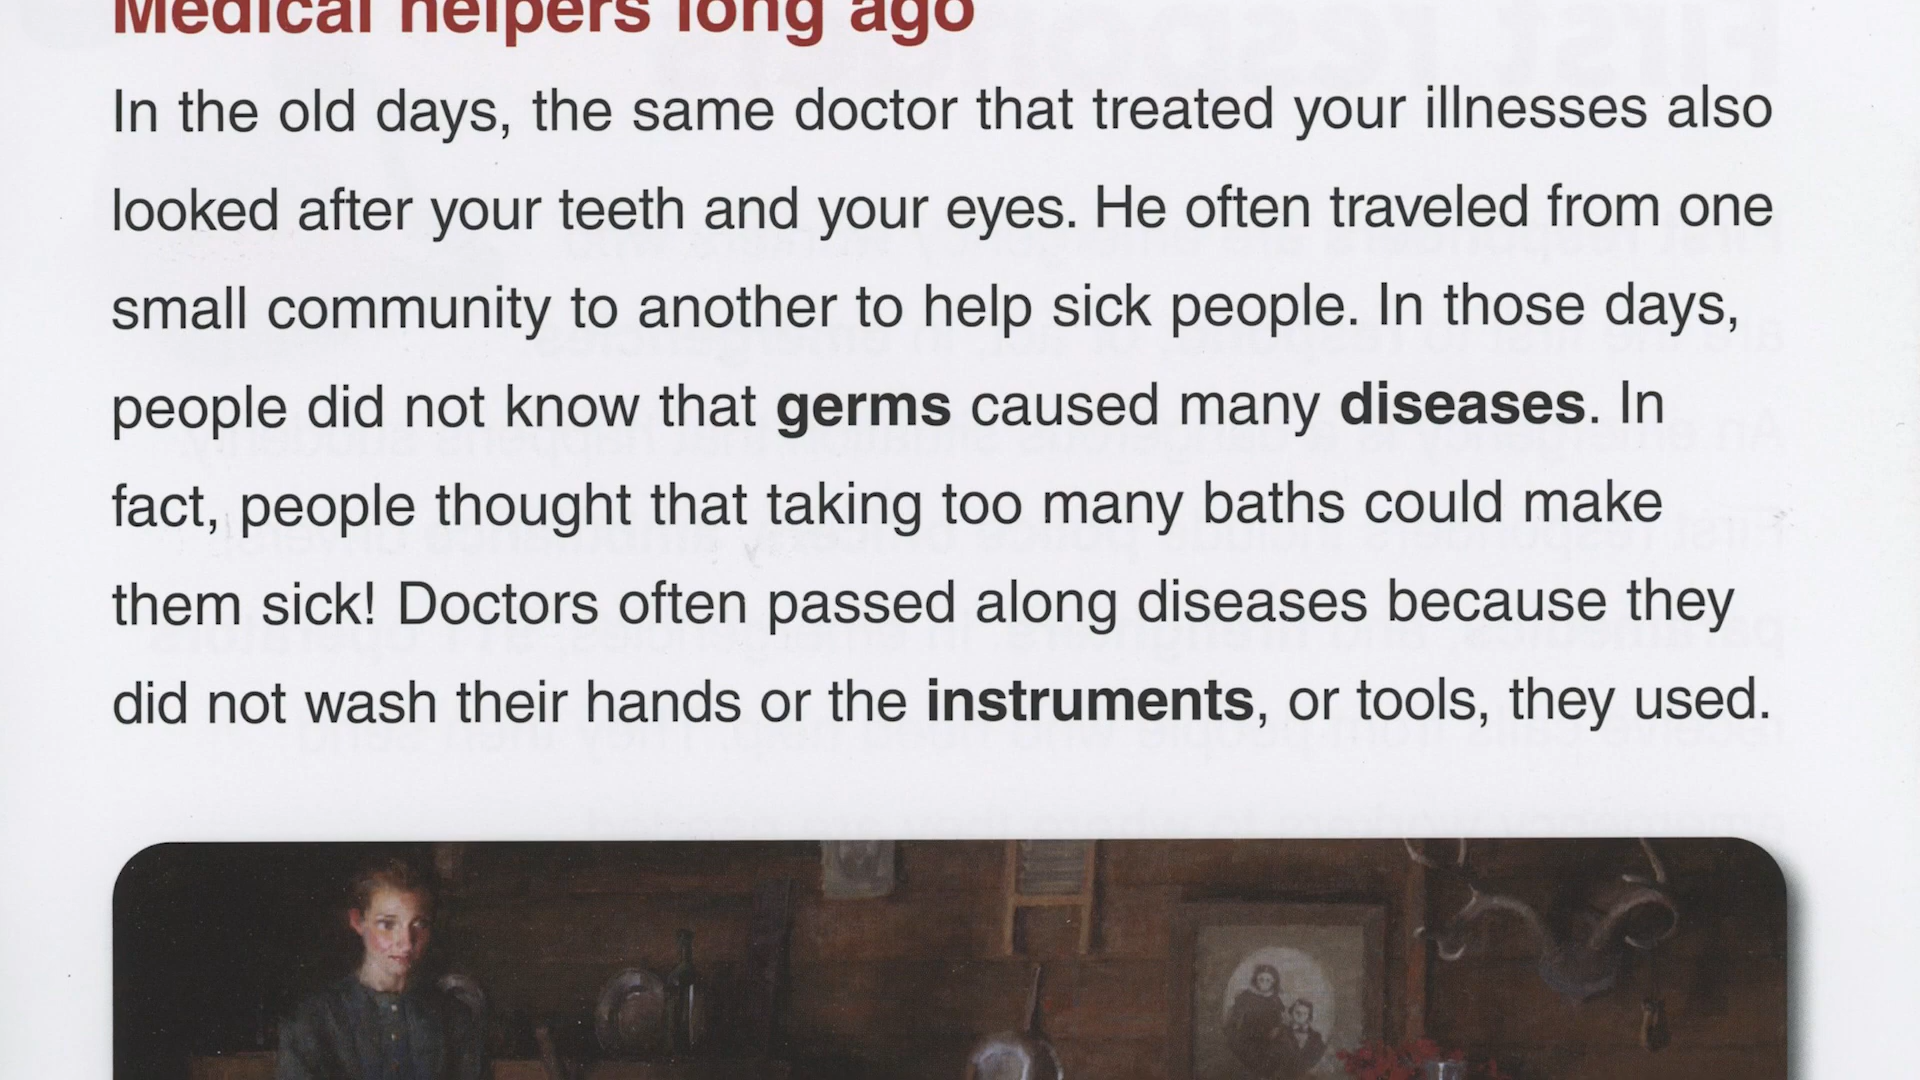 Medical helpers long ago
In the old days, the same doctor that treated your illnesses also
looked after your teeth and your eyes. He often traveled from one
small community to another to help sick people. In those days,
people did not know that germs caused many diseases. In
fact, people thought that taking too many baths could make
them sick! Doctors often passed along diseases because they
did not wash their hands or the instruments, or tools, they used.